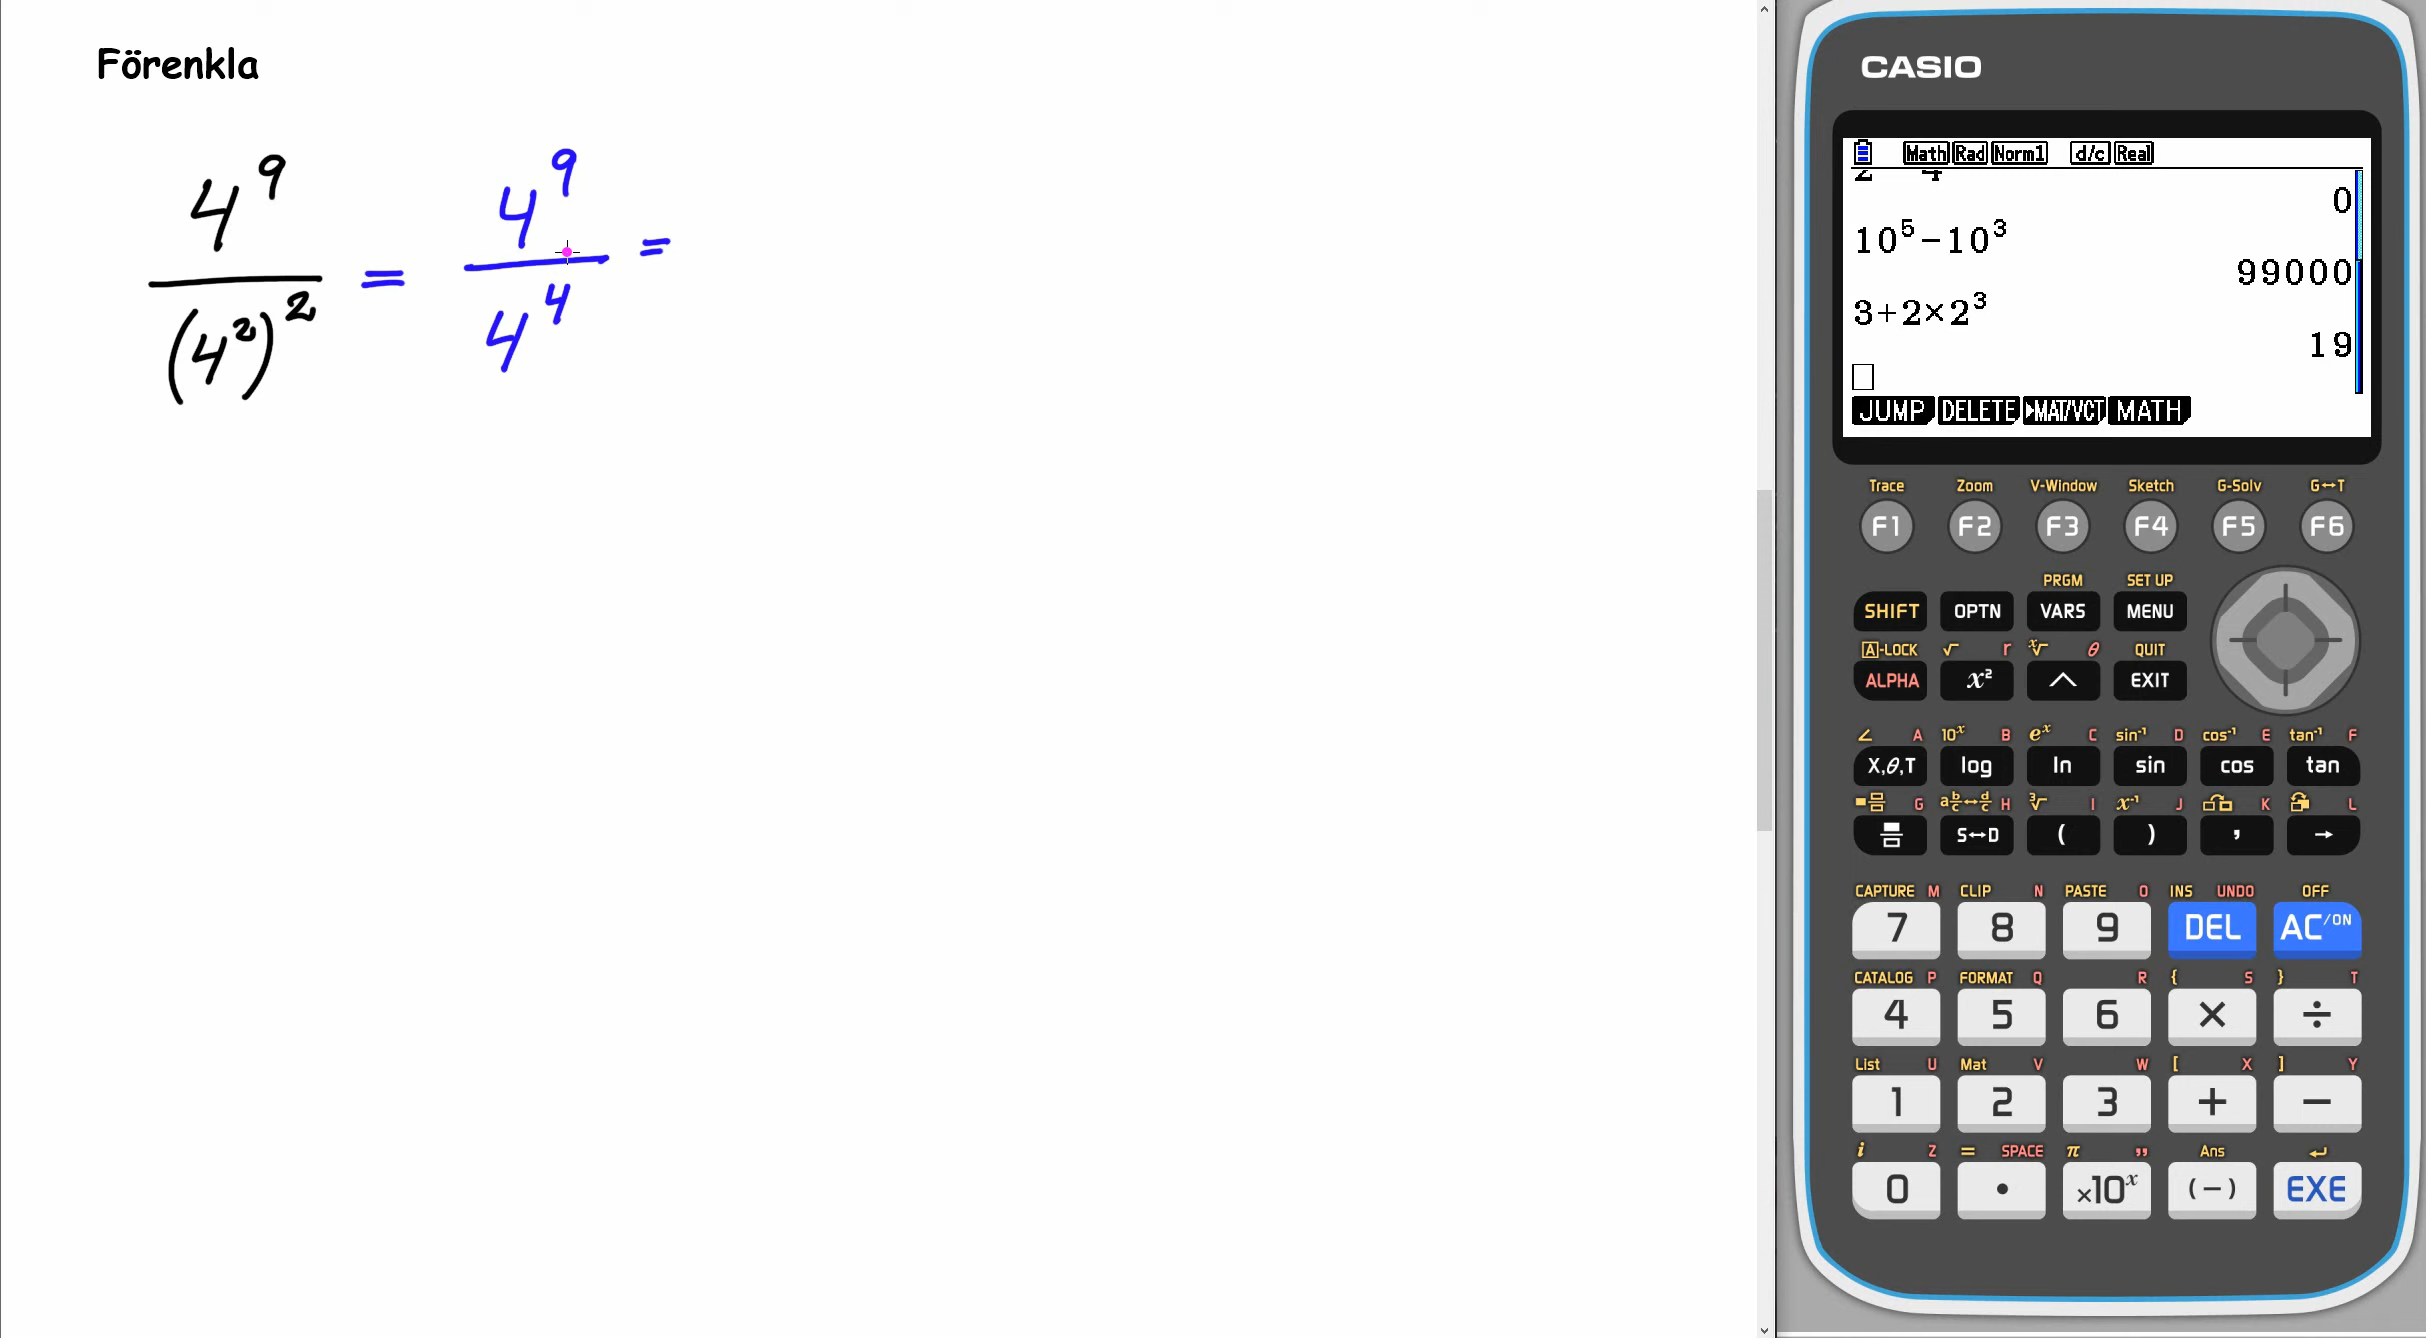 Förenkla
4^9 / (4^2)^2 = 4^9 / 4^4 =
CASIO
Math Rad Norm1 d/c Real
0
10^5-10^3
99000
3+2×2^3
19
JUMP DELETE ▶MAT/VCT MATH
Trace Zoom V-Window Sketch G-Solv G↔T
F1 F2 F3 F4 F5 F6
PRGM SET UP
SHIFT OPTN VARS MENU
A-LOCK √ r ˣ√ θ QUIT
ALPHA x² ^ EXIT
∠ A 10ˣ B eˣ C sin⁻¹ D cos⁻¹ E tan⁻¹ F
X,θ,T log ln sin cos tan
G a b/c↔d/c H ³√ I x⁻¹ J K L
S↔D ( ) , →
CAPTURE M CLIP N PASTE O INS UNDO OFF
7 8 9 DEL AC/ON
CATALOG P FORMAT Q R { S } T
4 5 6 × ÷
List U Mat V W [ X ] Y
1 2 3 + −
i Z = SPACE π " Ans ↵
0 • ×10ˣ (−) EXE